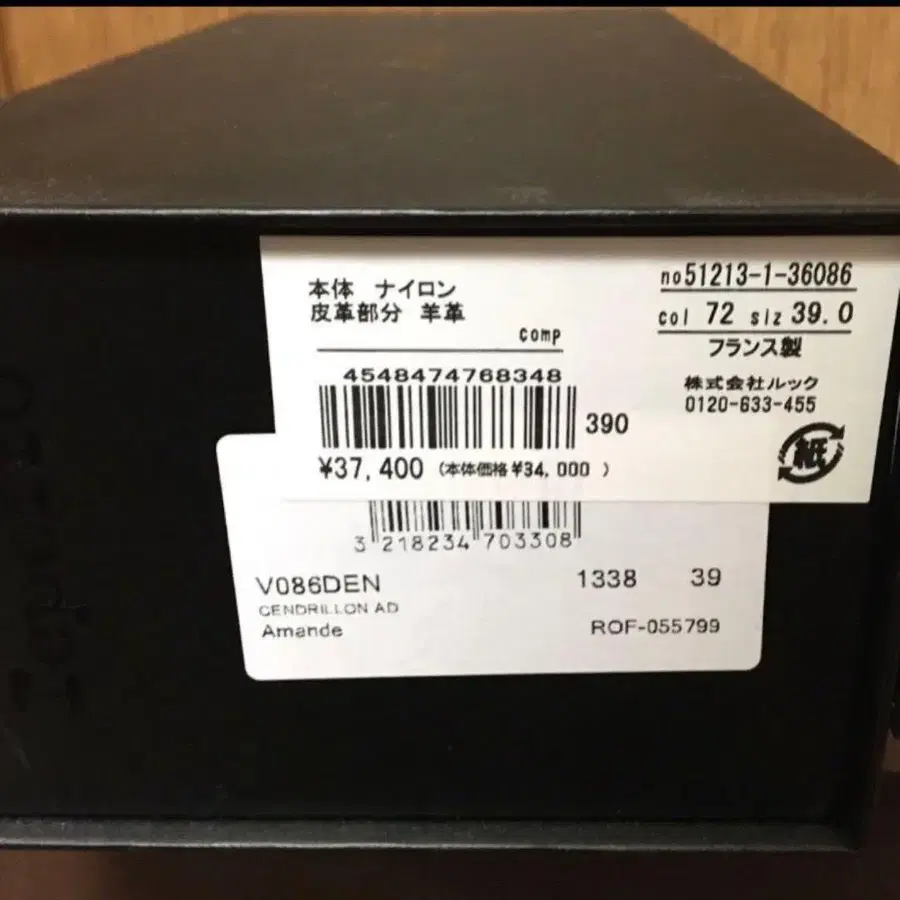 本体 ナイロン
皮革部分 羊革
comp
4548474768348
390
¥37,400 (本体価格¥34,000 )
no51213-1-36086
col 72 siz 39.0
フランス製
株式会社ルック
0120-633-455
紙
3 218234 703308
V086DEN 1338 39
CENDRILLON AD
Amande ROF-055799
Repetto